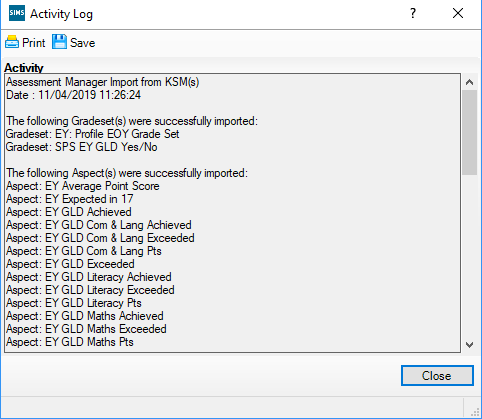 SIMS Activity Log
Print Save
Activity
Assessment Manager Import from KSM(s)
Date : 11/04/2019 11:26:24
The following Gradeset(s) were successfully imported:
Gradeset: EY: Profile EOY Grade Set
Gradeset: SPS EY GLD Yes/No
The following Aspect(s) were successfully imported:
Aspect: EY Average Point Score
Aspect: EY Expected in 17
Aspect: EY GLD Achieved
Aspect: EY GLD Com & Lang Achieved
Aspect: EY GLD Com & Lang Exceeded
Aspect: EY GLD Com & Lang Pts
Aspect: EY GLD Exceeded
Aspect: EY GLD Literacy Achieved
Aspect: EY GLD Literacy Exceeded
Aspect: EY GLD Literacy Pts
Aspect: EY GLD Maths Achieved
Aspect: EY GLD Maths Exceeded
Aspect: EY GLD Maths Pts
Close